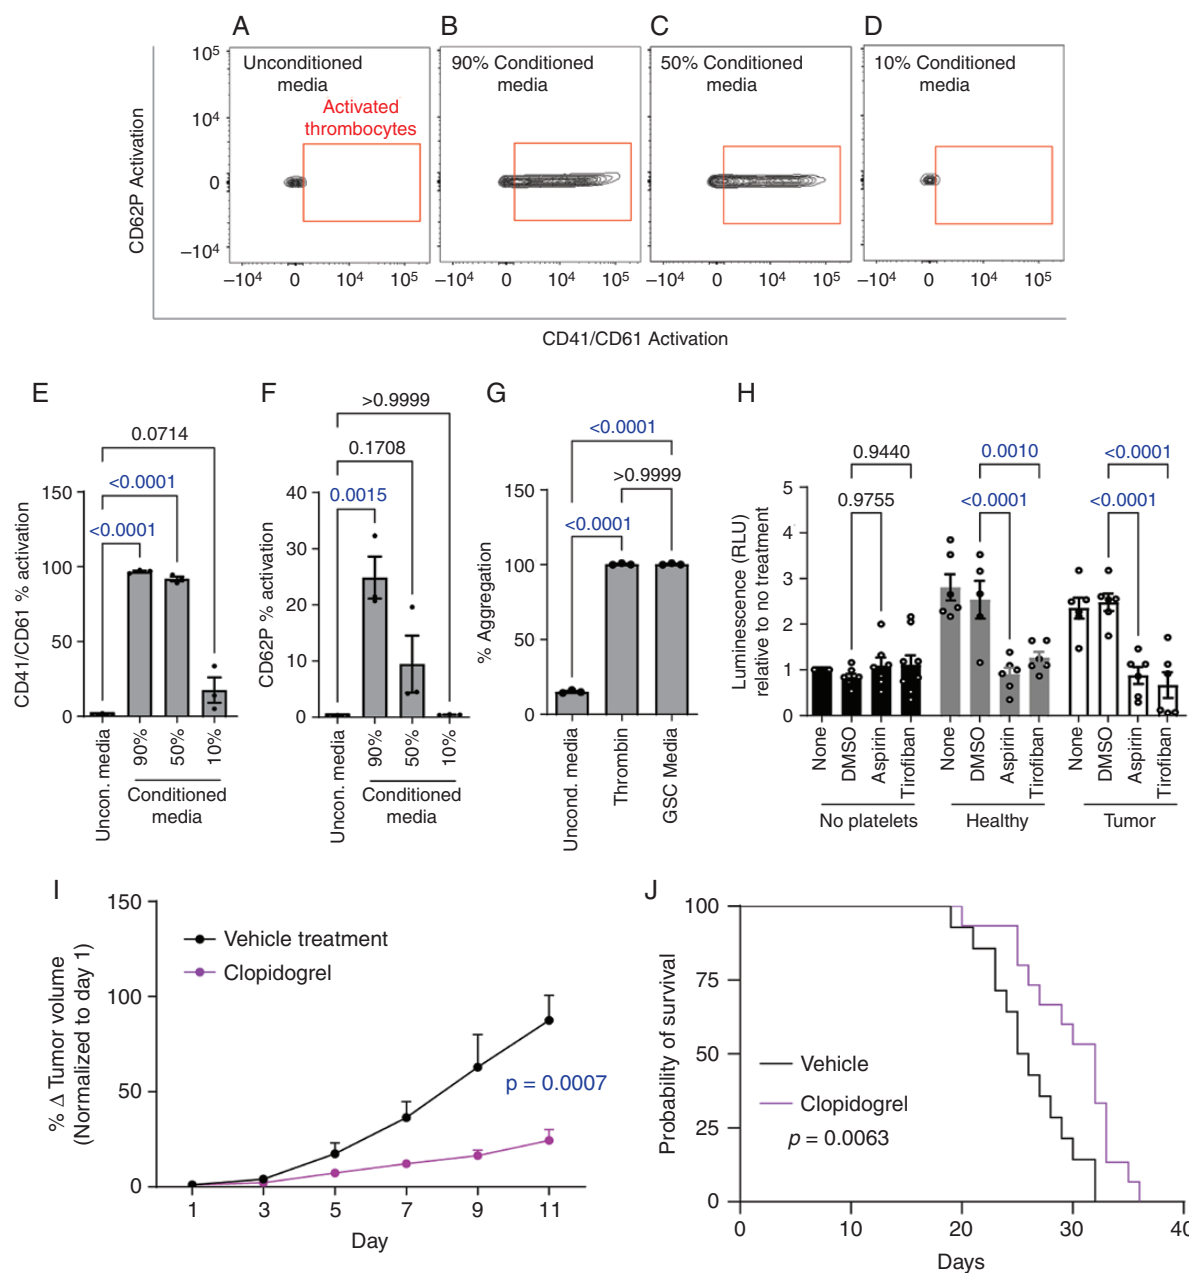 A
B
C
D
Unconditioned
media
90% Conditioned
media
50% Conditioned
media
10% Conditioned
media
Activated
thrombocytes
CD62P Activation
10⁵
10⁴
0
−10⁴
−10⁴ 0 10⁴ 10⁵
−10⁴ 0 10⁴ 10⁵
−10⁴ 0 10⁴ 10⁵
−10⁴ 0 10⁴ 10⁵
CD41/CD61 Activation
E
0.0714
<0.0001
<0.0001
CD41/CD61 % activation
150
100
50
0
Uncon. media
90%
50%
10%
Conditioned
media
F
>0.9999
0.1708
0.0015
CD62P % activation
40
30
20
10
0
Uncon. media
90%
50%
10%
Conditioned
media
G
<0.0001
>0.9999
<0.0001
% Aggregation
150
100
50
0
Uncond. media
Thrombin
GSC Media
H
0.9440
0.9755
0.0010
<0.0001
<0.0001
<0.0001
Luminescence (RLU)
relative to no treatment
5
4
3
2
1
0
None
DMSO
Aspirin
Tirofiban
None
DMSO
Aspirin
Tirofiban
None
DMSO
Aspirin
Tirofiban
No platelets
Healthy
Tumor
I
% Δ Tumor volume
(Normalized to day 1)
150
100
50
0
Vehicle treatment
Clopidogrel
p = 0.0007
1 3 5 7 9 11
Day
J
Probability of survival
100
75
50
25
0
Vehicle
Clopidogrel
p = 0.0063
0 10 20 30 40
Days